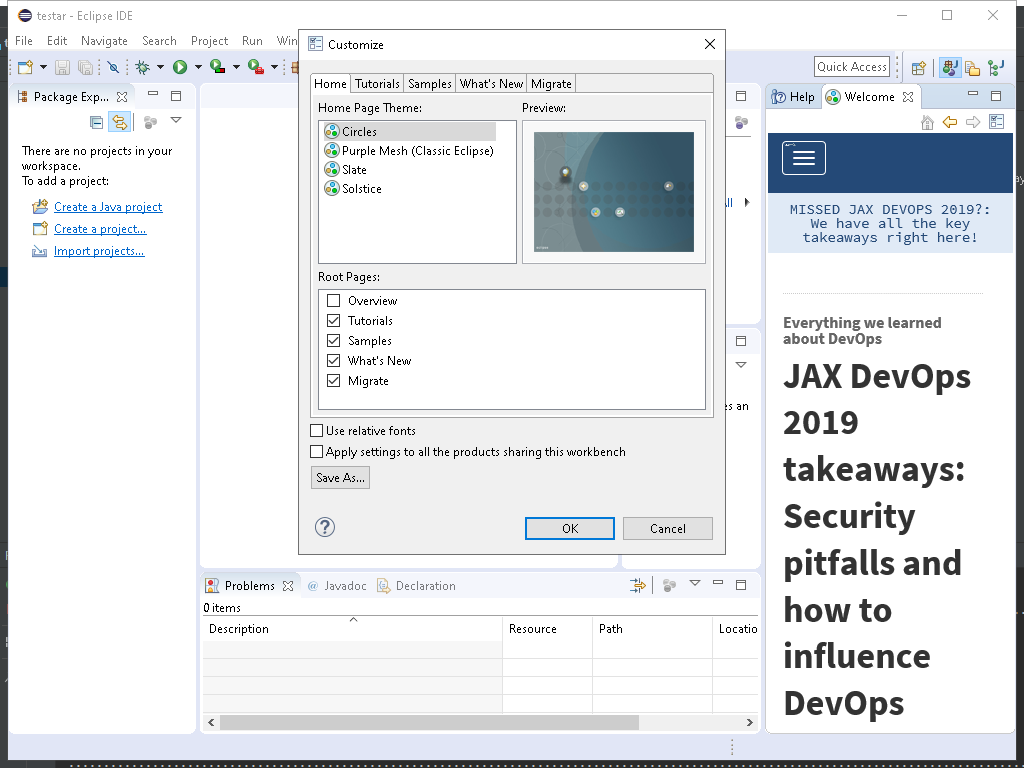 testar - Eclipse IDE
File Edit Navigate Search Project Run Win
Customize
Quick Access
Package Exp...
Home Tutorials Samples What's New Migrate
Help Welcome
Home Page Theme: Preview:
Circles
Purple Mesh (Classic Eclipse)
Slate
Solstice
There are no projects in your
workspace.
To add a project:
Create a Java project
Create a project...
Import projects...
Root Pages:
Overview
Tutorials
Samples
What's New
Migrate
Use relative fonts
Apply settings to all the products sharing this workbench
Save As...
OK Cancel
es an
MISSED JAX DEVOPS 2019?:
We have all the key
takeaways right here!
Everything we learned
about DevOps
JAX DevOps
2019
takeaways:
Security
pitfalls and
how to
influence
DevOps
Problems Javadoc Declaration
0 items
Description Resource Path Locatio